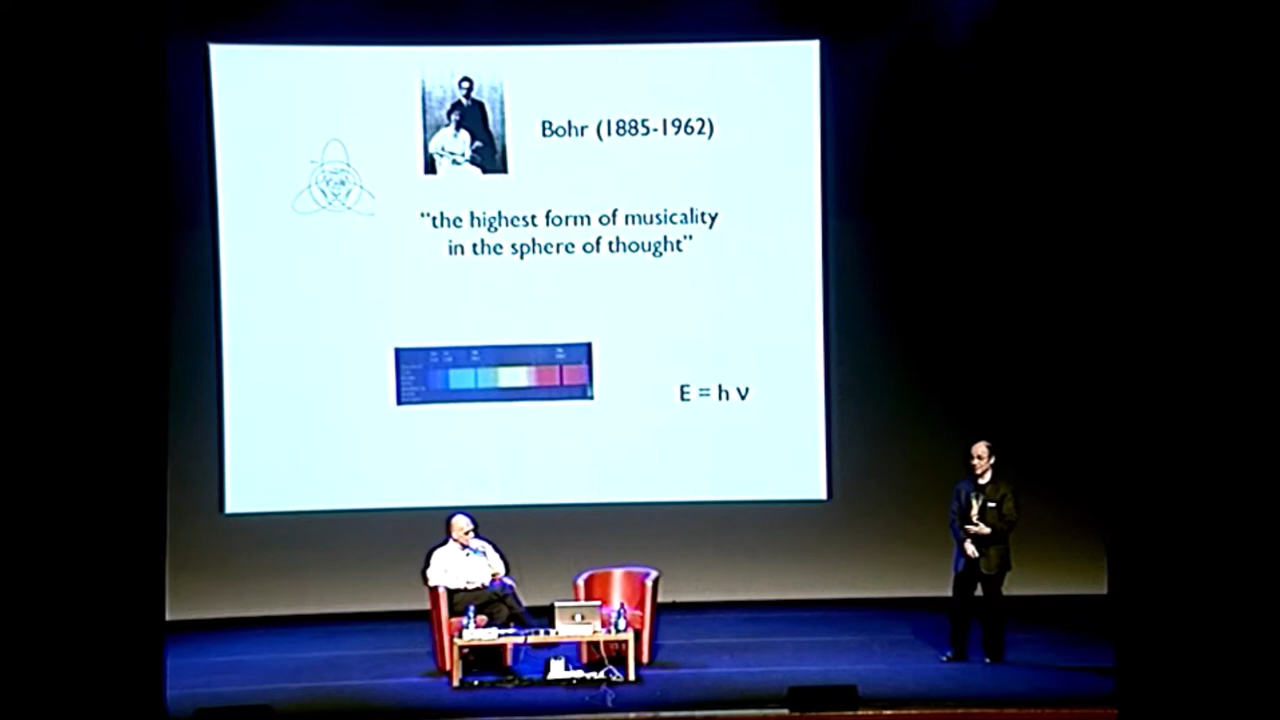 Bohr (1885-1962)
“the highest form of musicality
in the sphere of thought”
E = h ν